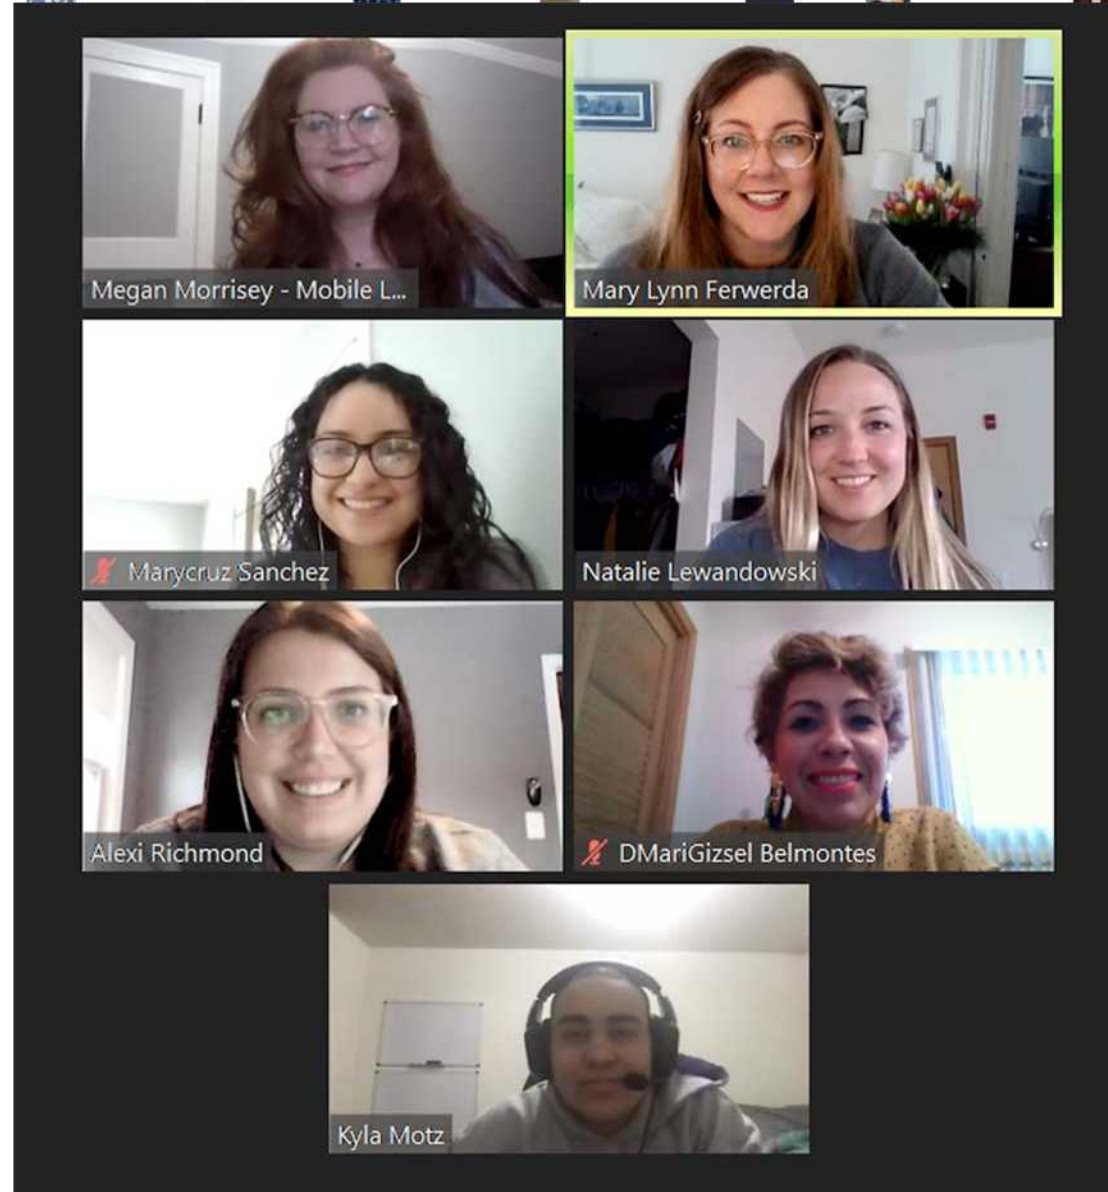 Megan Morrisey - Mobile L...
Mary Lynn Ferwerda
Marycruz Sanchez
Natalie Lewandowski
Alexi Richmond
DMariGizsel Belmontes
Kyla Motz